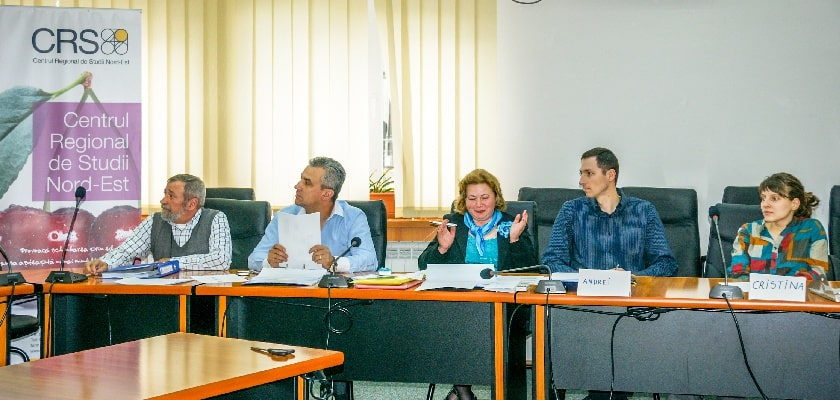 CRS
Centrul Regional de Studii Nord-Est
Centrul
Regional
de Studii
Nord-Est
ANDREI
CRISTINA